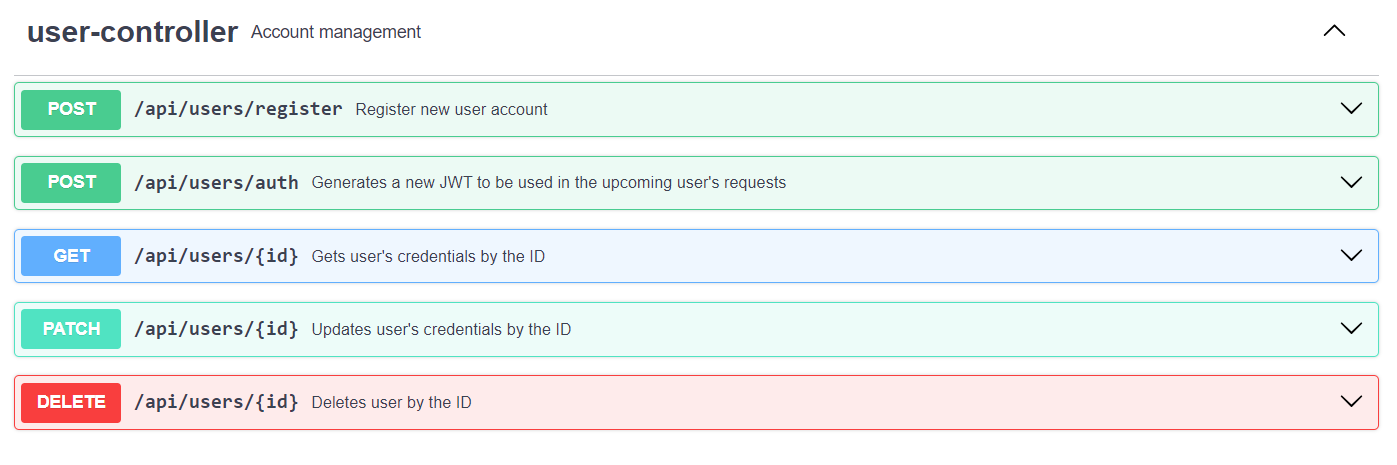 user-controller Account management
POST /api/users/register Register new user account
POST /api/users/auth Generates a new JWT to be used in the upcoming user's requests
GET /api/users/{id} Gets user's credentials by the ID
PATCH /api/users/{id} Updates user's credentials by the ID
DELETE /api/users/{id} Deletes user by the ID